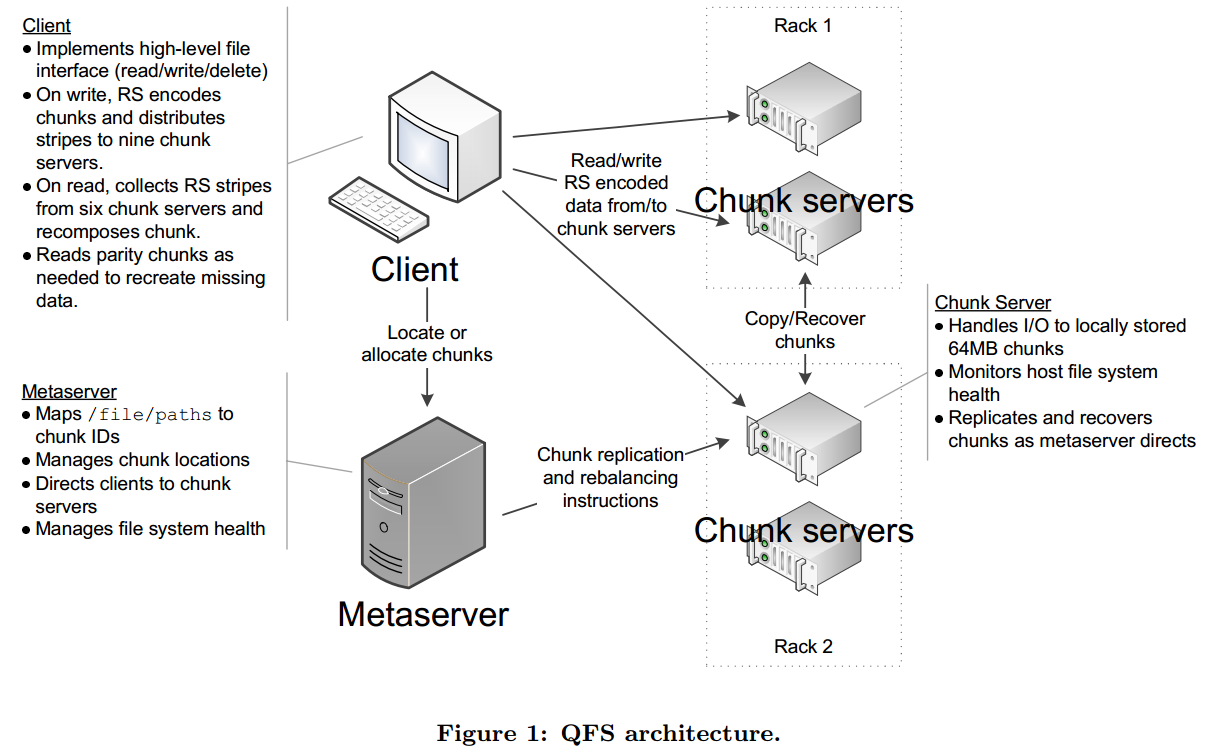 Client
• Implements high-level file
interface (read/write/delete)
• On write, RS encodes
chunks and distributes
stripes to nine chunk
servers.
• On read, collects RS stripes
from six chunk servers and
recomposes chunk.
• Reads parity chunks as
needed to recreate missing
data.
Client
Locate or
allocate chunks
Read/write
RS encoded
data from/to
chunk servers
Rack 1
Chunk servers
Copy/Recover
chunks
Chunk Server
• Handles I/O to locally stored
64MB chunks
• Monitors host file system
health
• Replicates and recovers
chunks as metaserver directs
Metaserver
• Maps /file/paths to
chunk IDs
• Manages chunk locations
• Directs clients to chunk
servers
• Manages file system health
Metaserver
Chunk replication
and rebalancing
instructions
Chunk servers
Rack 2
Figure 1: QFS architecture.